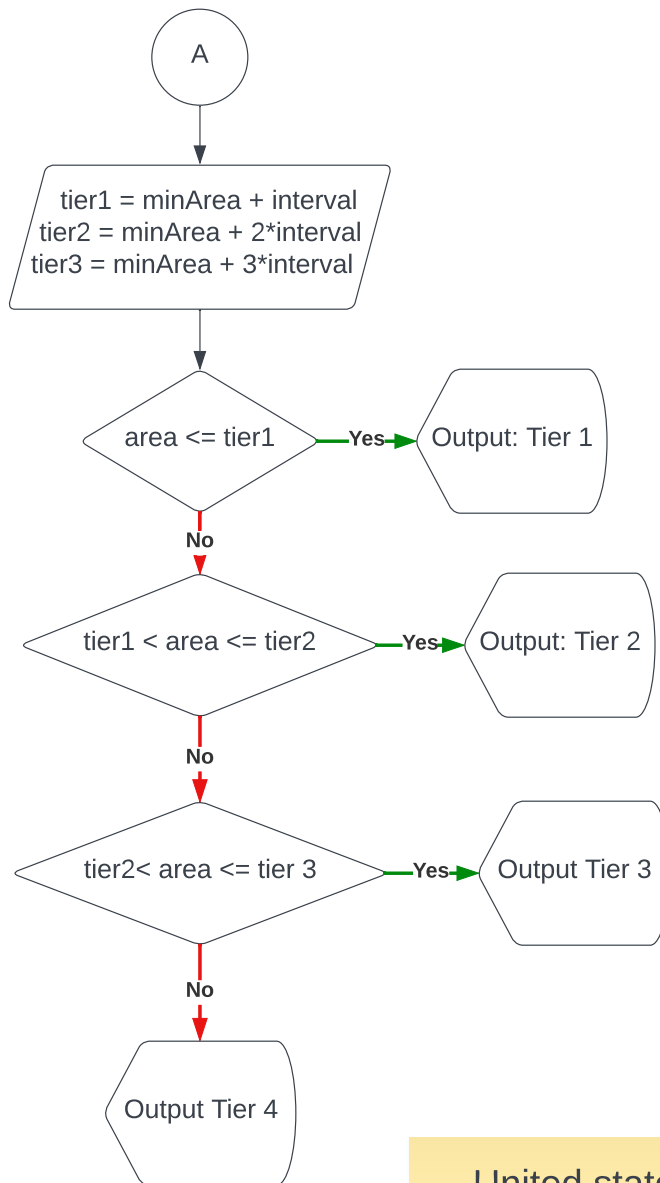 A
tier1 = minArea + interval
tier2 = minArea + 2*interval
tier3 = minArea + 3*interval
area <= tier1
Yes
Output: Tier 1
No
tier1 < area <= tier2
Yes
Output: Tier 2
No
tier2< area <= tier 3
Yes
Output Tier 3
No
Output Tier 4
United